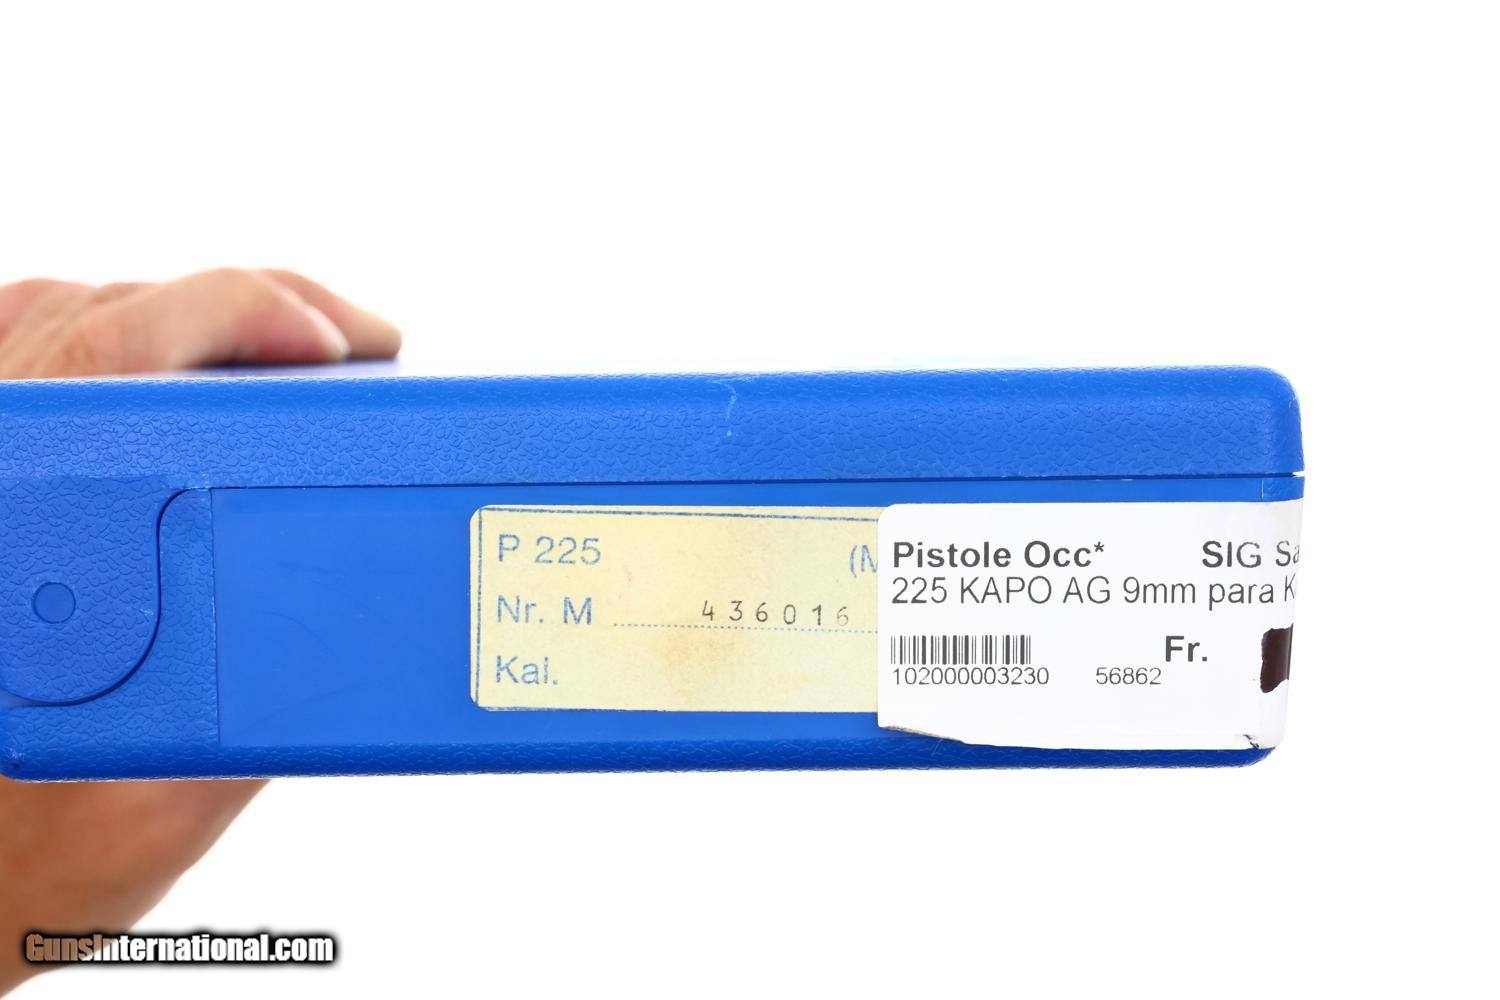 P 225 (M
Nr. M 436016
Kal.
Pistole Occ* SIG Sa
225 KAPO AG 9mm para K
Fr.
102000003230 56862
GunsInternational.com